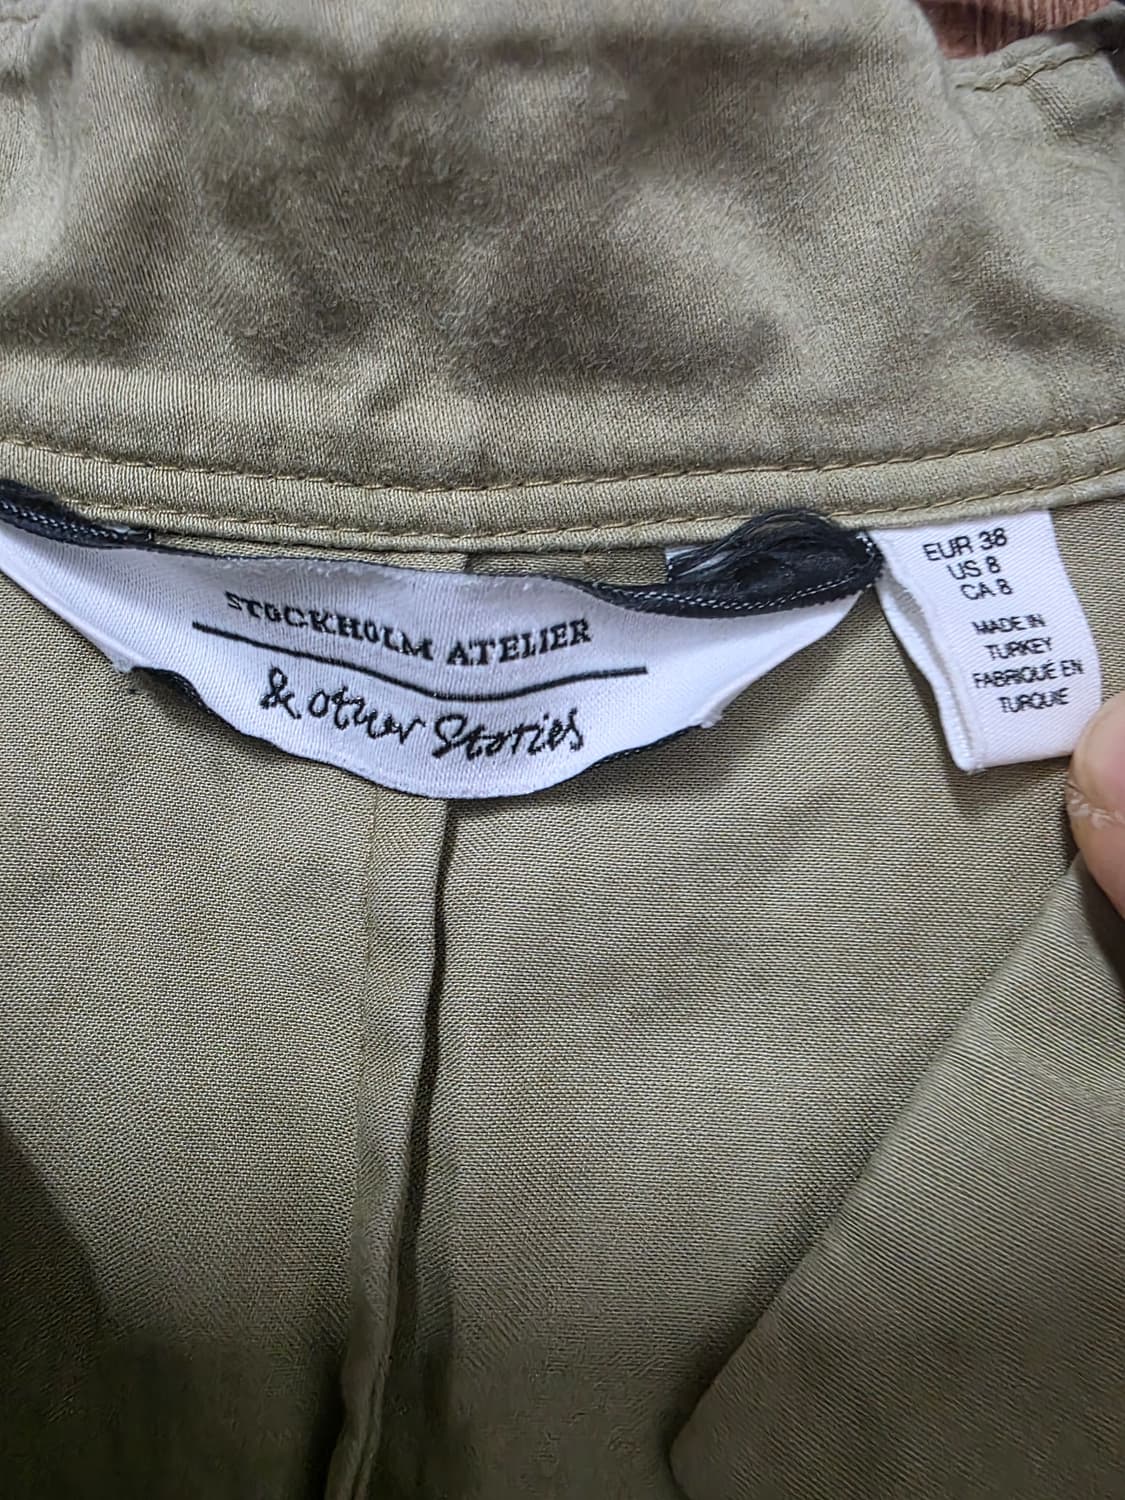 STOCKHOLM ATELIER
& other Stories
EUR 38
US 8
CA 8
MADE IN
TURKEY
FABRIQUÉ EN
TURQUIE